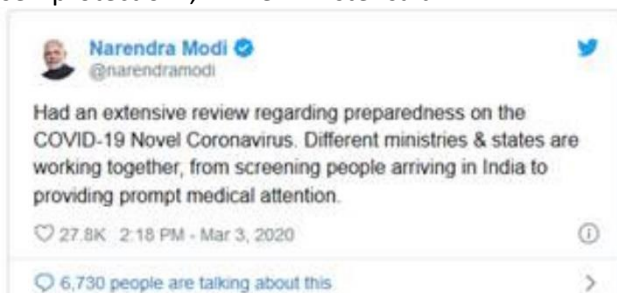 Narendra Modi
@narendramodi
Had an extensive review regarding preparedness on the
COVID-19 Novel Coronavirus. Different ministries & states are
working together, from screening people arriving in India to
providing prompt medical attention.
27.8K 2:18 PM - Mar 3, 2020
6,730 people are talking about this